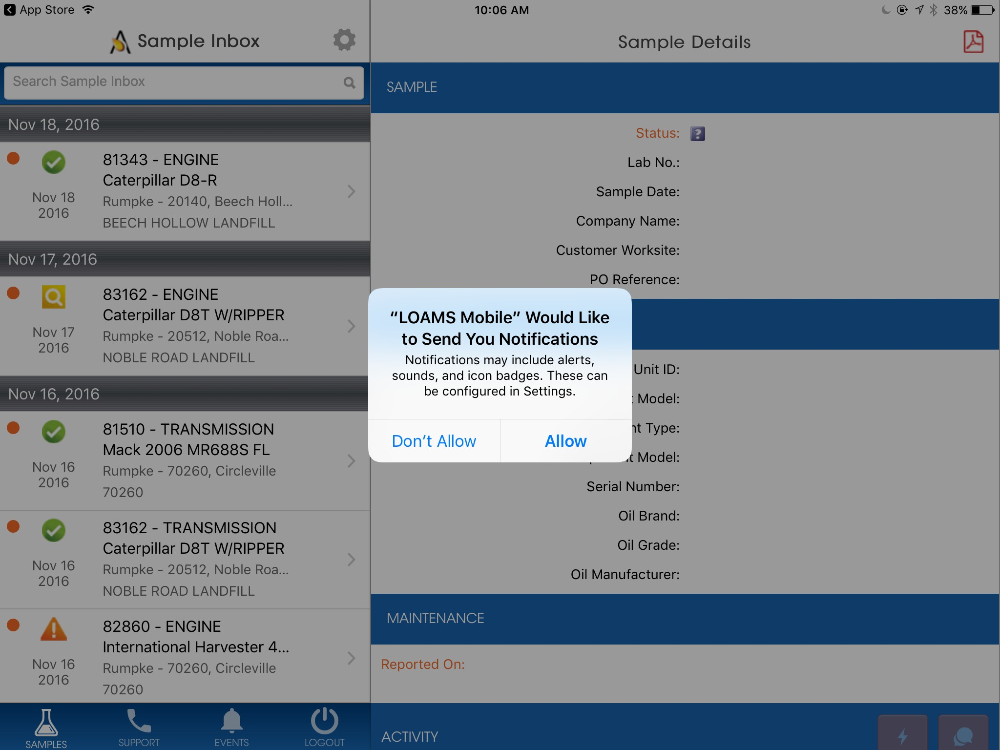 App Store
10:06 AM
38%
Sample Inbox
Search Sample Inbox
Nov 18, 2016
Nov 18
2016
81343 - ENGINE
Caterpillar D8-R
Rumpke - 20140, Beech Holl...
BEECH HOLLOW LANDFILL
Nov 17, 2016
Nov 17
2016
83162 - ENGINE
Caterpillar D8T W/RIPPER
Rumpke - 20512, Noble Roa...
NOBLE ROAD LANDFILL
Nov 16, 2016
Nov 16
2016
81510 - TRANSMISSION
Mack 2006 MR688S FL
Rumpke - 70260, Circleville
70260
Nov 16
2016
83162 - TRANSMISSION
Caterpillar D8T W/RIPPER
Rumpke - 20512, Noble Roa...
NOBLE ROAD LANDFILL
Nov 16
2016
82860 - ENGINE
International Harvester 4...
Rumpke - 70260, Circleville
70260
SAMPLES
SUPPORT
EVENTS
LOGOUT
Sample Details
SAMPLE
Status: ?
Lab No.:
Sample Date:
Company Name:
Customer Worksite:
PO Reference:
Unit ID:
Model:
Type:
Model:
Serial Number:
Oil Brand:
Oil Grade:
Oil Manufacturer:
MAINTENANCE
Reported On:
ACTIVITY
“LOAMS Mobile” Would Like
to Send You Notifications
Notifications may include alerts,
sounds, and icon badges. These can
be configured in Settings.
Don’t Allow
Allow